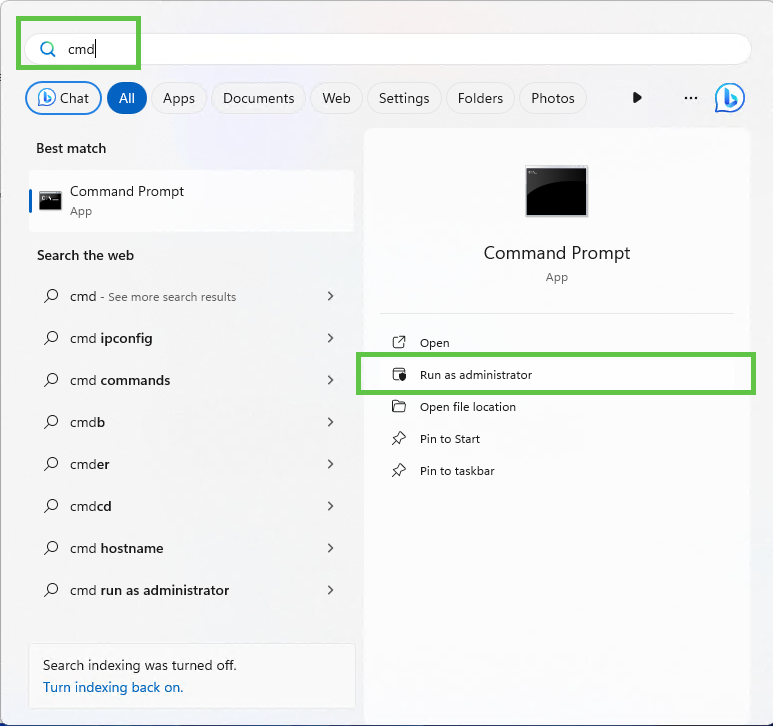 cmd
Chat
All
Apps
Documents
Web
Settings
Folders
Photos
Best match
Command Prompt
App
Search the web
cmd - See more search results
cmd ipconfig
cmd commands
cmdb
cmder
cmdcd
cmd hostname
cmd run as administrator
Search indexing was turned off.
Turn indexing back on.
Command Prompt
App
Open
Run as administrator
Open file location
Pin to Start
Pin to taskbar